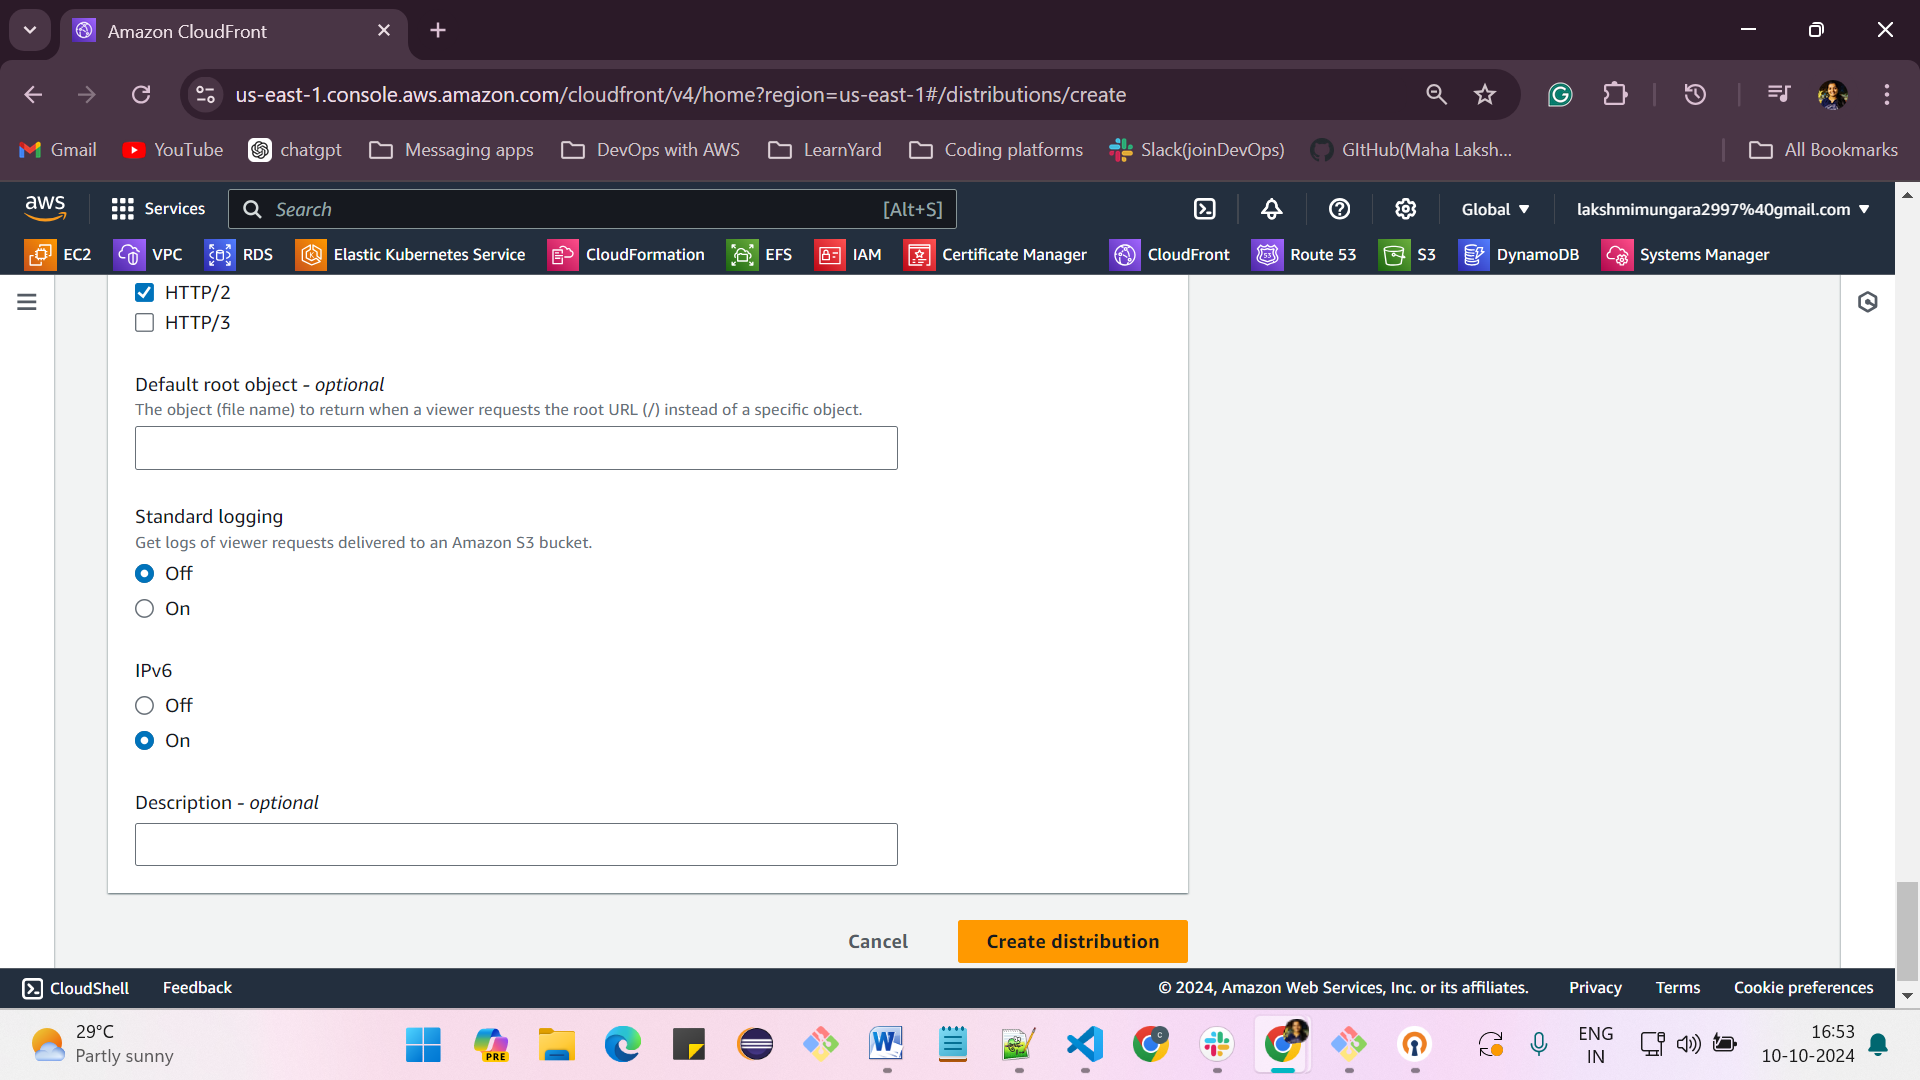 Amazon CloudFront
us-east-1.console.aws.amazon.com/cloudfront/v4/home?region=us-east-1#/distributions/create
Gmail YouTube chatgpt Messaging apps DevOps with AWS LearnYard Coding platforms Slack(joinDevOps) GItHub(Maha Laksh... All Bookmarks
aws Services Search [Alt+S] Global lakshmimungara2997%40gmail.com
EC2 VPC RDS Elastic Kubernetes Service CloudFormation EFS IAM Certificate Manager CloudFront Route 53 S3 DynamoDB Systems Manager
HTTP/2
HTTP/3
Default root object - optional
The object (file name) to return when a viewer requests the root URL (/) instead of a specific object.
Standard logging
Get logs of viewer requests delivered to an Amazon S3 bucket.
Off
On
IPv6
Off
On
Description - optional
Cancel Create distribution
CloudShell Feedback © 2024, Amazon Web Services, Inc. or its affiliates. Privacy Terms Cookie preferences
29°C
Partly sunny
PRE
ENG
IN
16:53
10-10-2024